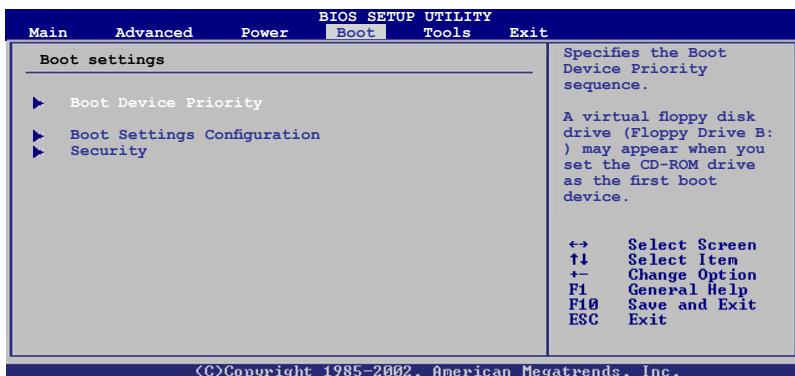 BIOS SETUP UTILITY
Main Advanced Power Boot Tools Exit
Boot settings
Boot Device Priority
Boot Settings Configuration
Security
Specifies the Boot
Device Priority
sequence.
A virtual floppy disk
drive (Floppy Drive B:
) may appear when you
set the CD-ROM drive
as the first boot
device.
←→ Select Screen
↑↓ Select Item
+- Change Option
F1 General Help
F10 Save and Exit
ESC Exit
(C)Copyright 1985-2002, American Megatrends, Inc.